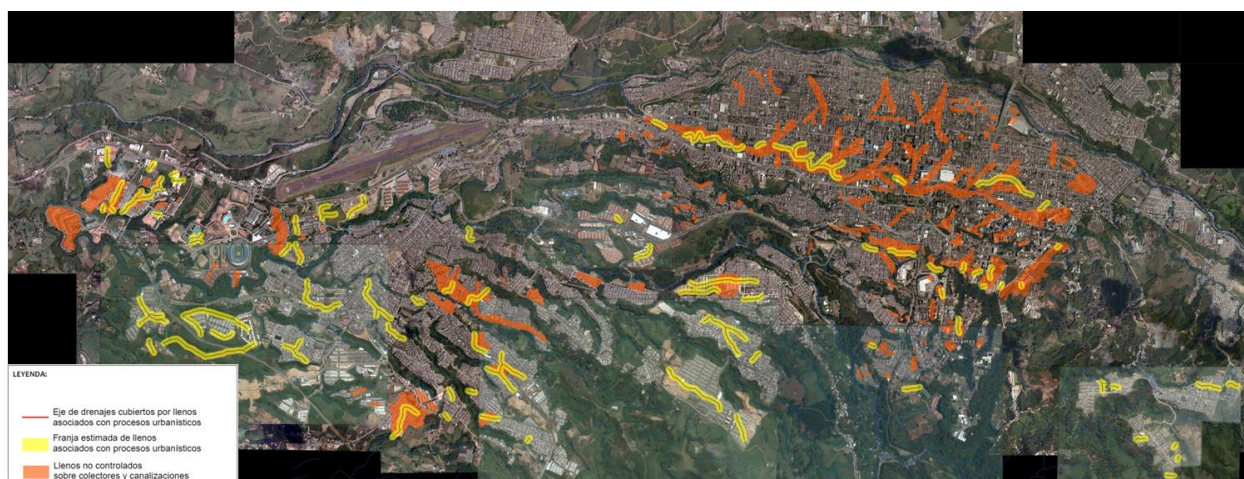 LEYENDA:
Eje de drenajes cubiertos por llenos
asociados con procesos urbanísticos
Franja estimada de llenos
asociados con procesos urbanísticos
Llenos no controlados
sobre colectores y canalizaciones